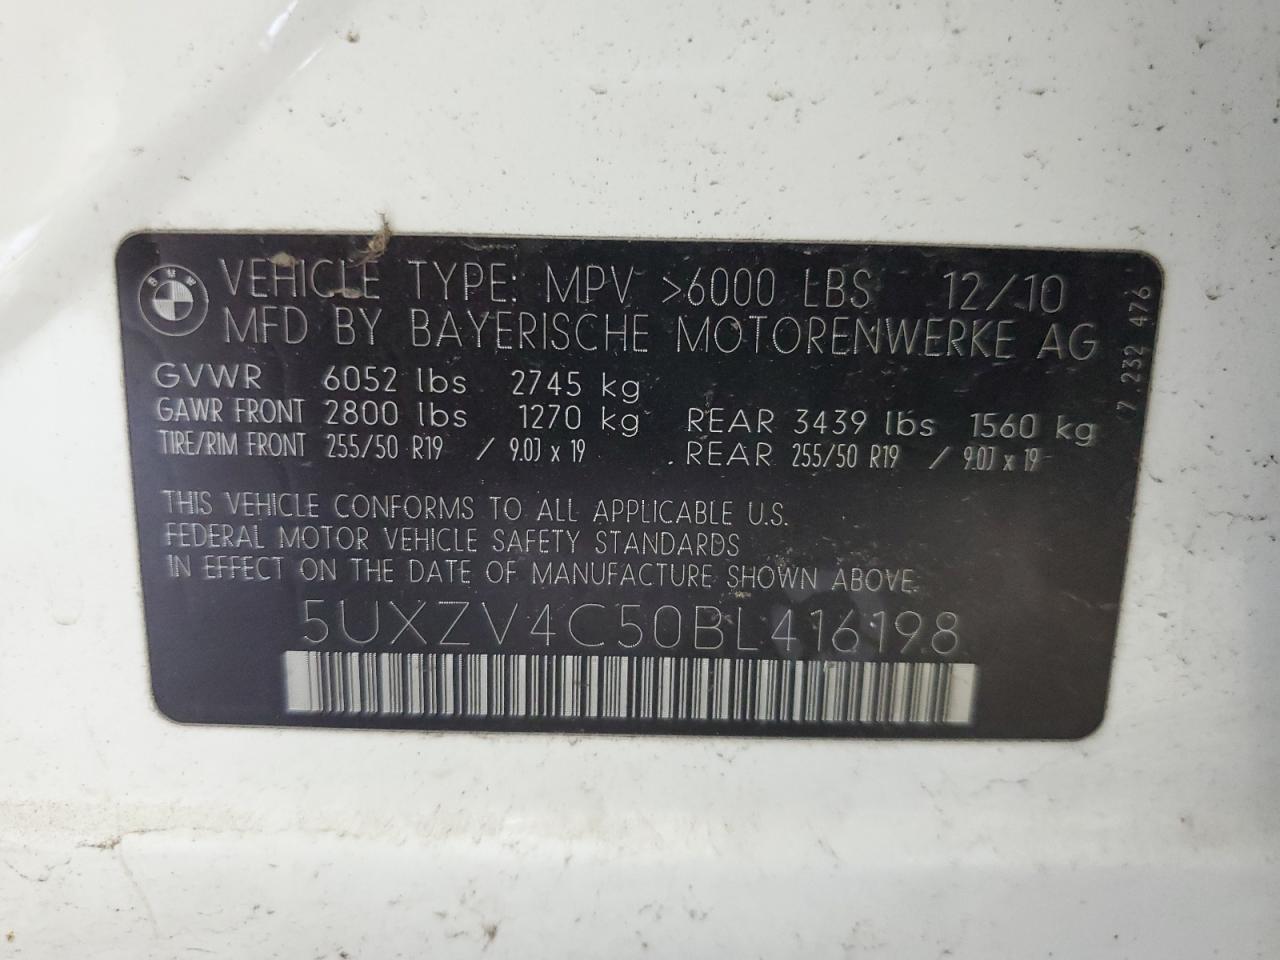 BMW
VEHICLE TYPE: MPV >6000 LBS 12/10
MFD BY BAYERISCHE MOTORENWERKE AG
GVWR 6052 lbs 2745 kg
GAWR FRONT 2800 lbs 1270 kg REAR 3439 lbs 1560 kg
TIRE/RIM FRONT 255/50 R19 / 9.0J x 19 REAR 255/50 R19 / 9.0J x 19
THIS VEHICLE CONFORMS TO ALL APPLICABLE U.S.
FEDERAL MOTOR VEHICLE SAFETY STANDARDS
IN EFFECT ON THE DATE OF MANUFACTURE SHOWN ABOVE.
5UXZV4C50BL416198
7 232 476